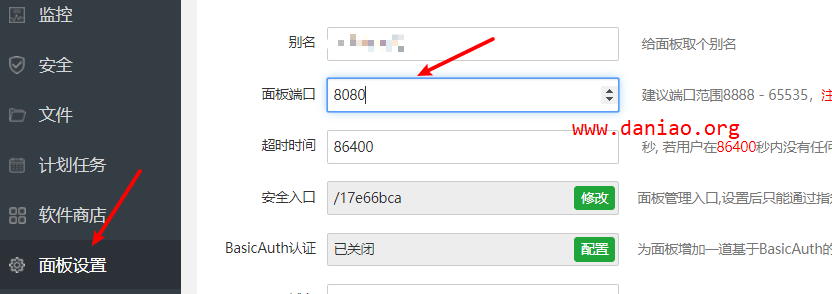 监控
安全
文件
计划任务
软件商店
面板设置
别名
给面板取个别名
面板端口
8080
建议端口范围8888 - 65535，
www.daniao.org
超时时间
86400
秒, 若用户在86400秒内没有任何
安全入口
/17e66bca
修改
面板管理入口,设置后只能通过指定
BasicAuth认证
已关闭
配置
为面板增加一道基于BasicAuth的